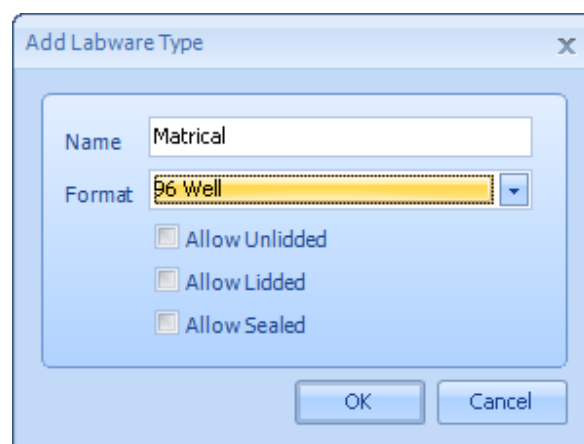 Add Labware Type
Name Matrical
Format 96 Well
Allow Unlidded
Allow Lidded
Allow Sealed
OK Cancel